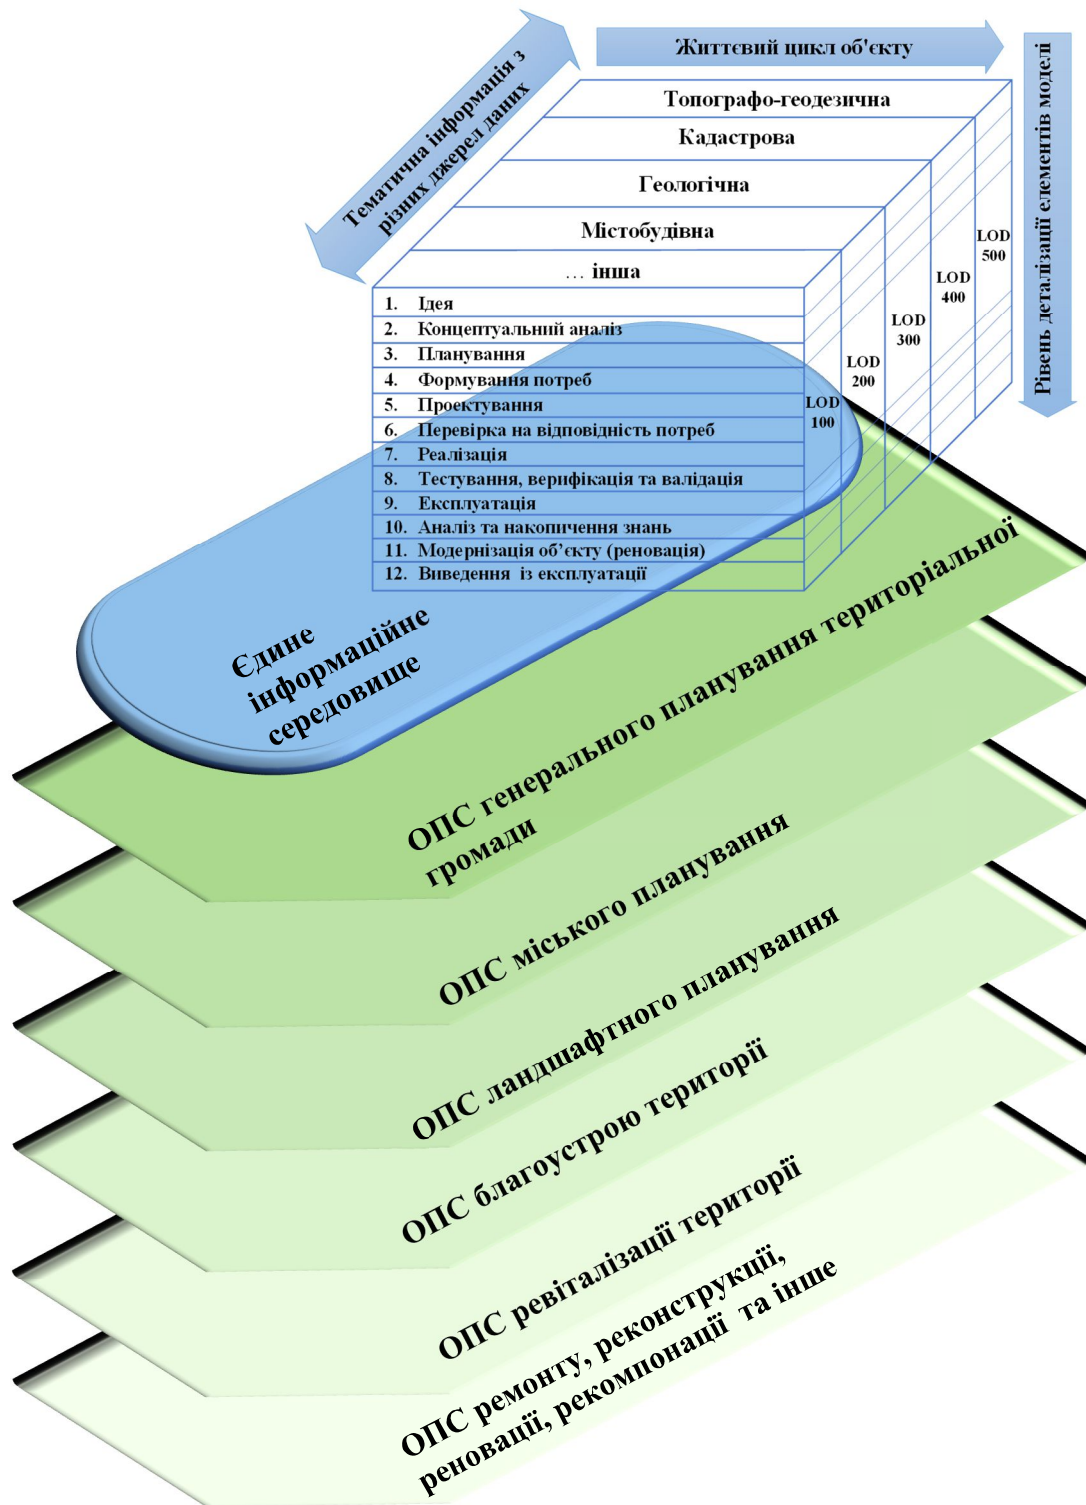 Життєвий цикл об'єкту
Тематична інформація з
різних джерел даних
Рівень деталізації елементів моделі
Топографо-геодезична
Кадастрова
Геологічна
Містобудівна
... інша
1. Ідея
2. Концептуальний аналіз
3. Планування
4. Формування потреб
5. Проектування
6. Перевірка на відповідність потреб
7. Реалізація
8. Тестування, верифікація та валідація
9. Експлуатація
10. Аналіз та накопичення знань
11. Модернізація об’єкту (реновація)
12. Виведення із експлуатації
LOD
100
LOD
200
LOD
300
LOD
400
LOD
500
Єдине
інформаційне
середовище
ОПС генерального планування територіальної
громади
ОПС міського планування
ОПС ландшафтного планування
ОПС благоустрою території
ОПС ревіталізації території
ОПС ремонту, реконструкції,
реновації, рекомпонації та інше